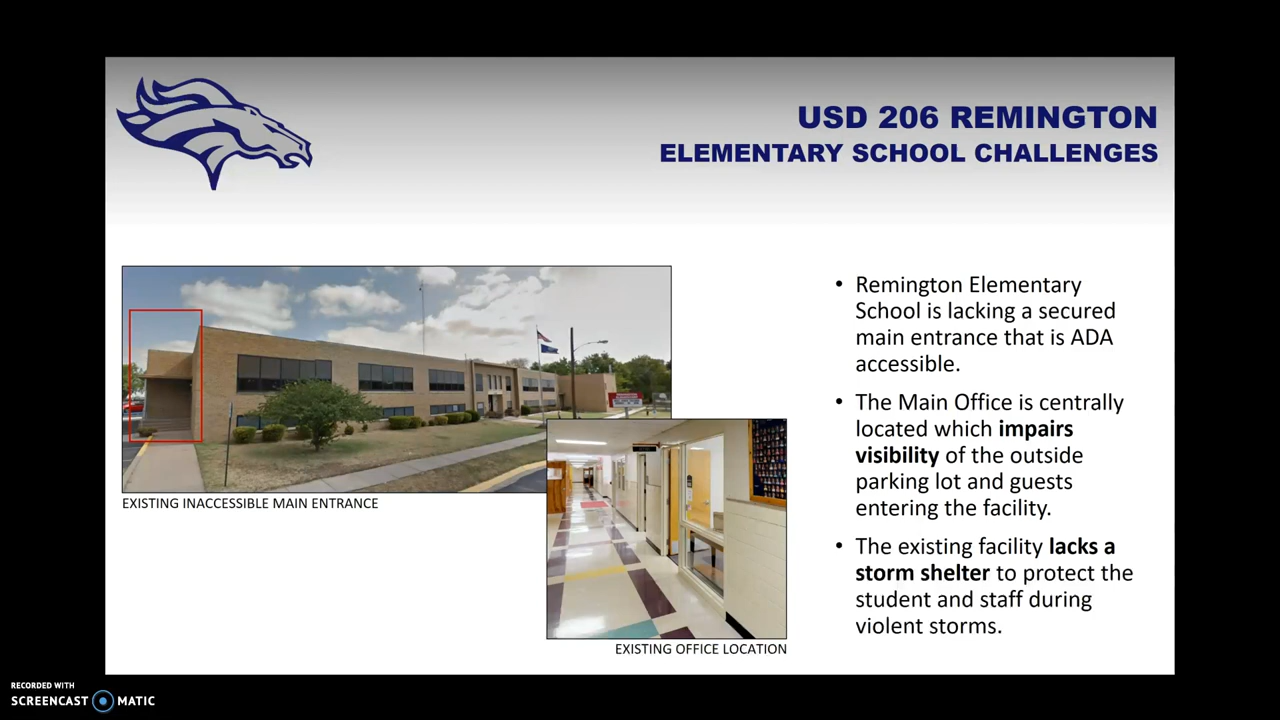 USD 206 REMINGTON
ELEMENTARY SCHOOL CHALLENGES
EXISTING INACCESSIBLE MAIN ENTRANCE
EXISTING OFFICE LOCATION
• Remington Elementary
School is lacking a secured
main entrance that is ADA
accessible.
• The Main Office is centrally
located which impairs
visibility of the outside
parking lot and guests
entering the facility.
• The existing facility lacks a
storm shelter to protect the
student and staff during
violent storms.
RECORDED WITH
SCREENCAST MATIC